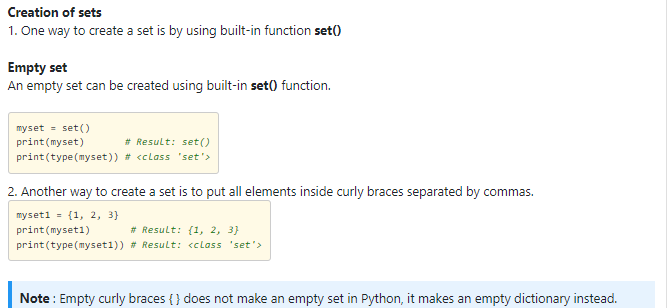 Creation of sets
1. One way to create a set is by using built-in function set()
Empty set
An empty set can be created using built-in set() function.
myset = set()
print(myset)       # Result: set()
print(type(myset)) # <class 'set'>
2. Another way to create a set is to put all elements inside curly braces separated by commas.
myset1 = {1, 2, 3}
print(myset1)       # Result: {1, 2, 3}
print(type(myset1)) # Result: <class 'set'>
Note : Empty curly braces { } does not make an empty set in Python, it makes an empty dictionary instead.